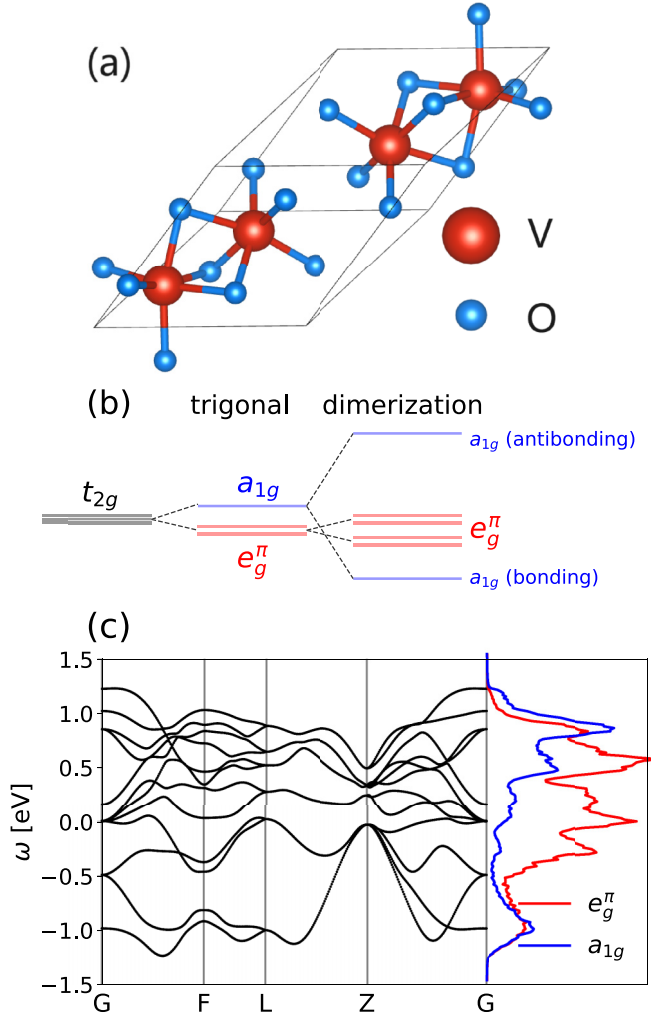 (a)
V
O
(b)
trigonal dimerization
a1g (antibonding)
t2g
a1g
eπg
eπg
a1g (bonding)
(c)
1.5
1.0
0.5
0.0
−0.5
−1.0
−1.5
ω [eV]
G F L Z G
eπg
a1g